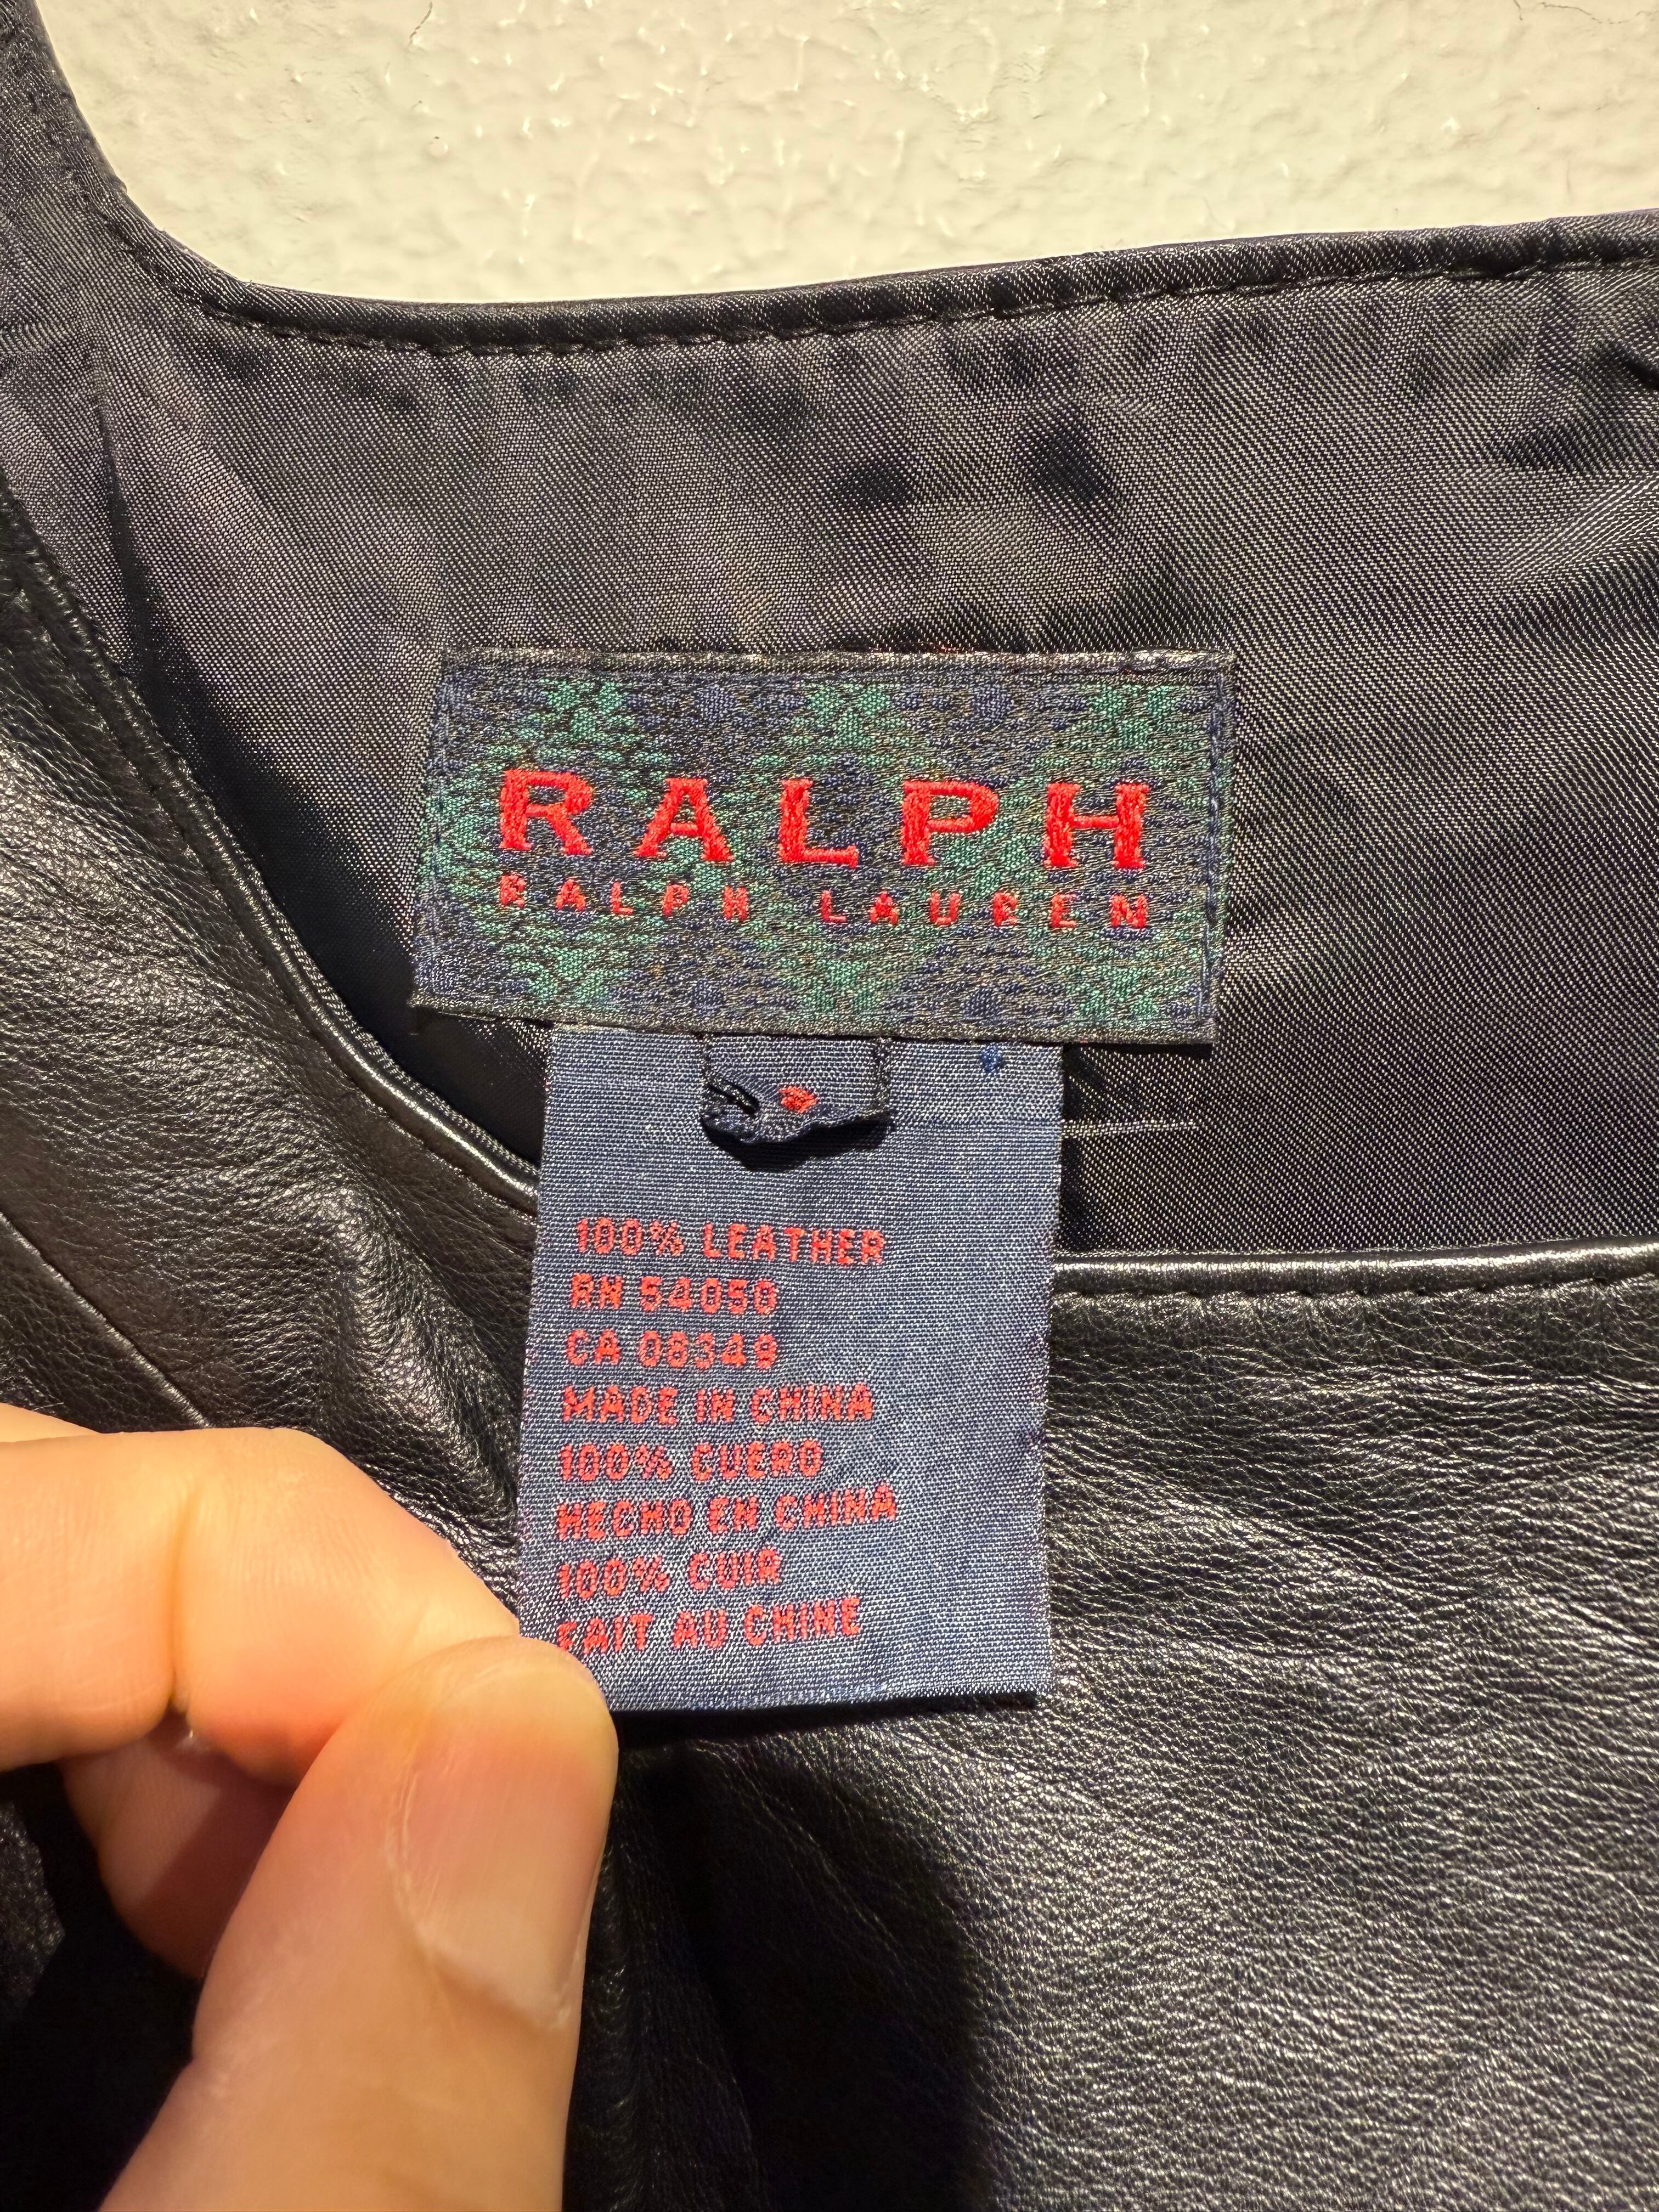 RALPH
RALPH LAUREN
100% LEATHER
RN 54050
CA 08349
MADE IN CHINA
100% CUERO
HECHO EN CHINA
100% CUIR
FAIT AU CHINE